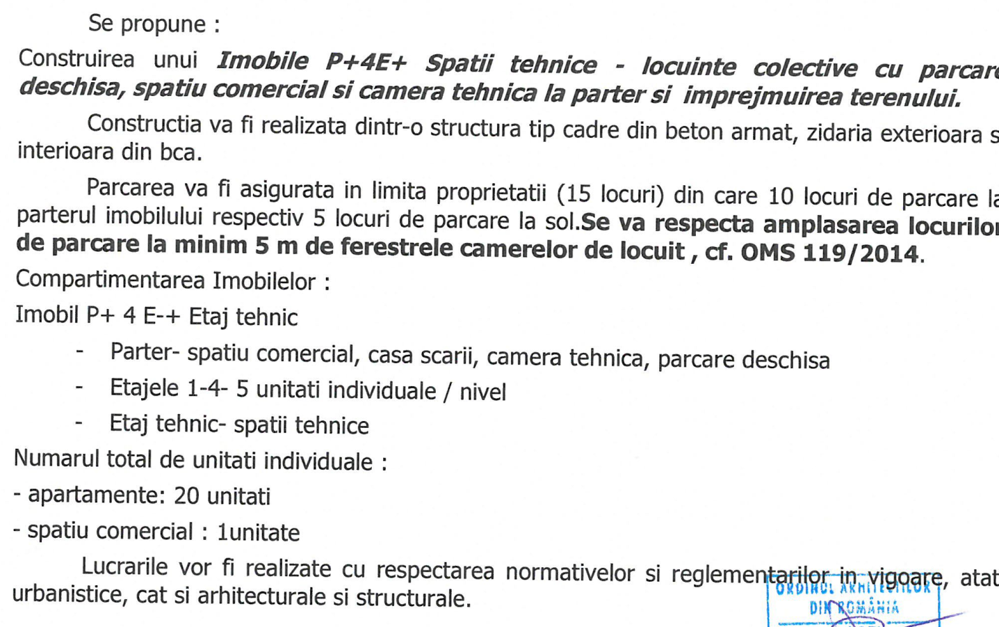 Se propune :
Construirea unui Imobile P+4E+ Spatii tehnice - locuinte colective cu parcare
deschisa, spatiu comercial si camera tehnica la parter si imprejmuirea terenului.
Constructia va fi realizata dintr-o structura tip cadre din beton armat, zidaria exterioara s
interioara din bca.
Parcarea va fi asigurata in limita proprietatii (15 locuri) din care 10 locuri de parcare la
parterul imobilului respectiv 5 locuri de parcare la sol.Se va respecta amplasarea locurilor
de parcare la minim 5 m de ferestrele camerelor de locuit , cf. OMS 119/2014.
Compartimentarea Imobilelor :
Imobil P+ 4 E-+ Etaj tehnic
- Parter- spatiu comercial, casa scarii, camera tehnica, parcare deschisa
- Etajele 1-4- 5 unitati individuale / nivel
- Etaj tehnic- spatii tehnice
Numarul total de unitati individuale :
- apartamente: 20 unitati
- spatiu comercial : 1unitate
Lucrarile vor fi realizate cu respectarea normativelor si reglementarilor in vigoare, atat
urbanistice, cat si arhitecturale si structurale.
ORDINUL ARHITECTILOR
DIN ROMÂNIA